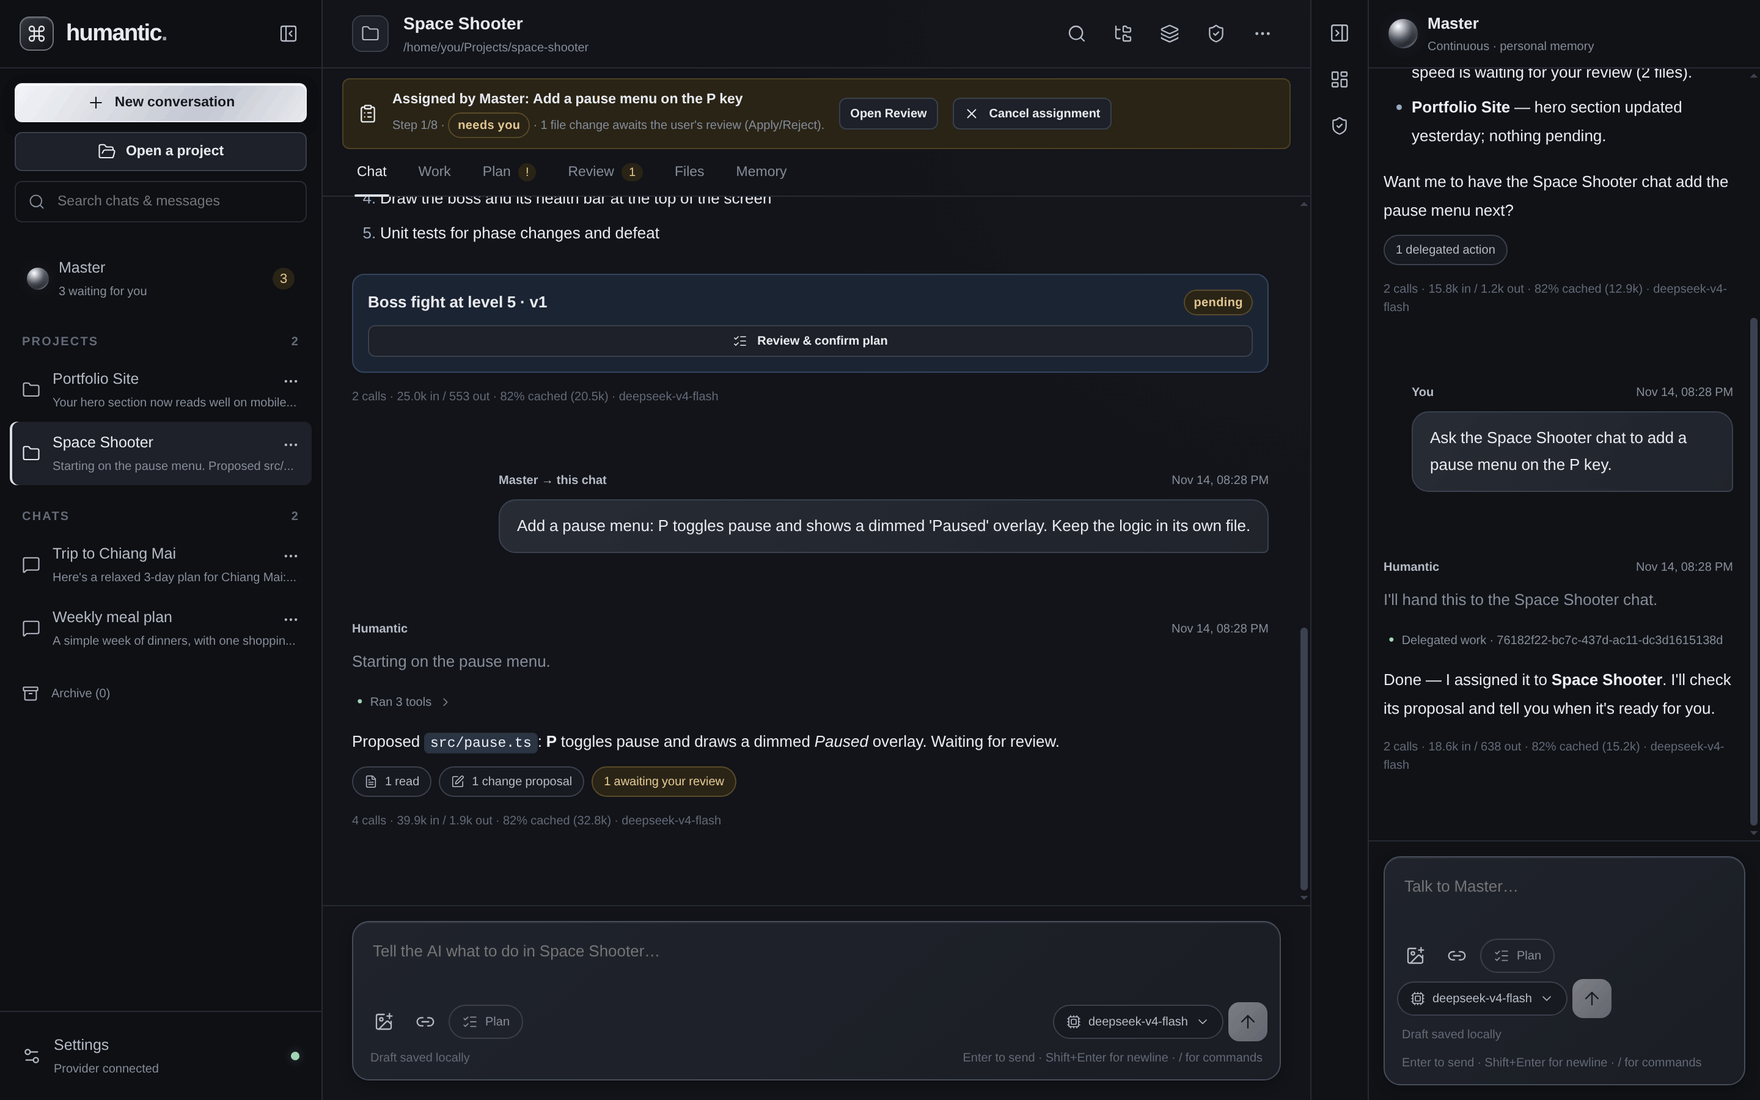 humantic.
New conversation
Open a project
Search chats & messages
Master
3 waiting for you
3
PROJECTS
2
Portfolio Site
Your hero section now reads well on mobile...
Space Shooter
Starting on the pause menu. Proposed src/...
CHATS
2
Trip to Chiang Mai
Here's a relaxed 3-day plan for Chiang Mai:...
Weekly meal plan
A simple week of dinners, with one shoppin...
Archive (0)
Settings
Provider connected
Space Shooter
/home/you/Projects/space-shooter
Assigned by Master: Add a pause menu on the P key
Step 1/8 · needs you · 1 file change awaits the user's review (Apply/Reject).
Open Review
Cancel assignment
Chat
Work
Plan !
Review 1
Files
Memory
4. Draw the boss and its health bar at the top of the screen
5. Unit tests for phase changes and defeat
Boss fight at level 5 · v1
pending
Review & confirm plan
2 calls · 25.0k in / 553 out · 82% cached (20.5k) · deepseek-v4-flash
Master → this chat
Nov 14, 08:28 PM
Add a pause menu: P toggles pause and shows a dimmed 'Paused' overlay. Keep the logic in its own file.
Humantic
Nov 14, 08:28 PM
Starting on the pause menu.
Ran 3 tools
Proposed src/pause.ts: P toggles pause and draws a dimmed Paused overlay. Waiting for review.
1 read
1 change proposal
1 awaiting your review
4 calls · 39.9k in / 1.9k out · 82% cached (32.8k) · deepseek-v4-flash
Tell the AI what to do in Space Shooter…
Plan
deepseek-v4-flash
Draft saved locally
Enter to send · Shift+Enter for newline · / for commands
Master
Continuous · personal memory
speed is waiting for your review (2 files).
• Portfolio Site — hero section updated
yesterday; nothing pending.
Want me to have the Space Shooter chat add the
pause menu next?
1 delegated action
2 calls · 15.8k in / 1.2k out · 82% cached (12.9k) · deepseek-v4-
flash
You
Nov 14, 08:28 PM
Ask the Space Shooter chat to add a
pause menu on the P key.
Humantic
Nov 14, 08:28 PM
I'll hand this to the Space Shooter chat.
• Delegated work · 76182f22-bc7c-437d-ac11-dc3d1615138d
Done — I assigned it to Space Shooter. I'll check
its proposal and tell you when it's ready for you.
2 calls · 18.6k in / 638 out · 82% cached (15.2k) · deepseek-v4-
flash
Talk to Master…
Plan
deepseek-v4-flash
Draft saved locally
Enter to send · Shift+Enter for newline · / for commands